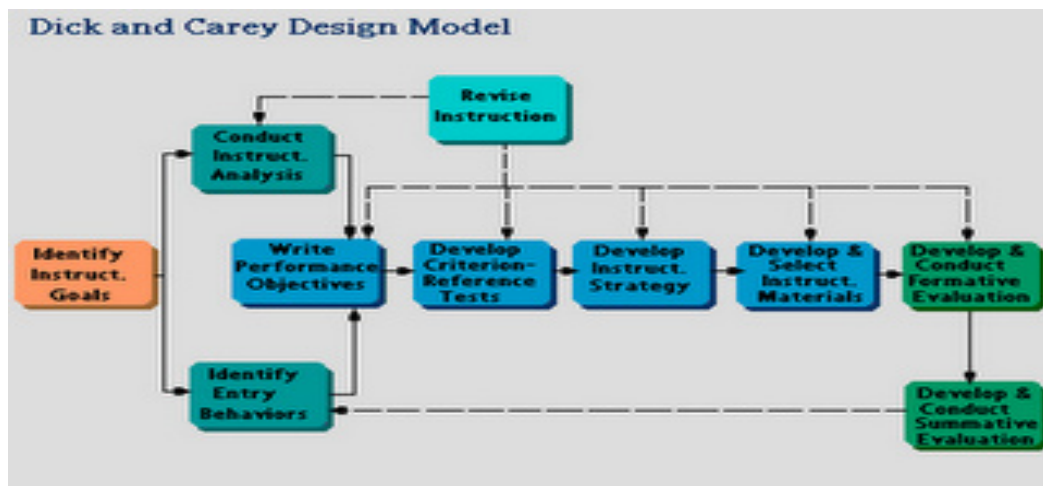 Dick and Carey Design Model
Revise
Instruction
Conduct
Instruct.
Analysis
Identify
Instruct.
Goals
Write
Performance
Objectives
Develop
Criterion-
Reference
Tests
Develop
Instruct.
Strategy
Develop &
Select
Instruct.
Materials
Develop &
Conduct
Formative
Evaluation
Identify
Entry
Behaviors
Develop &
Conduct
Summative
Evaluation